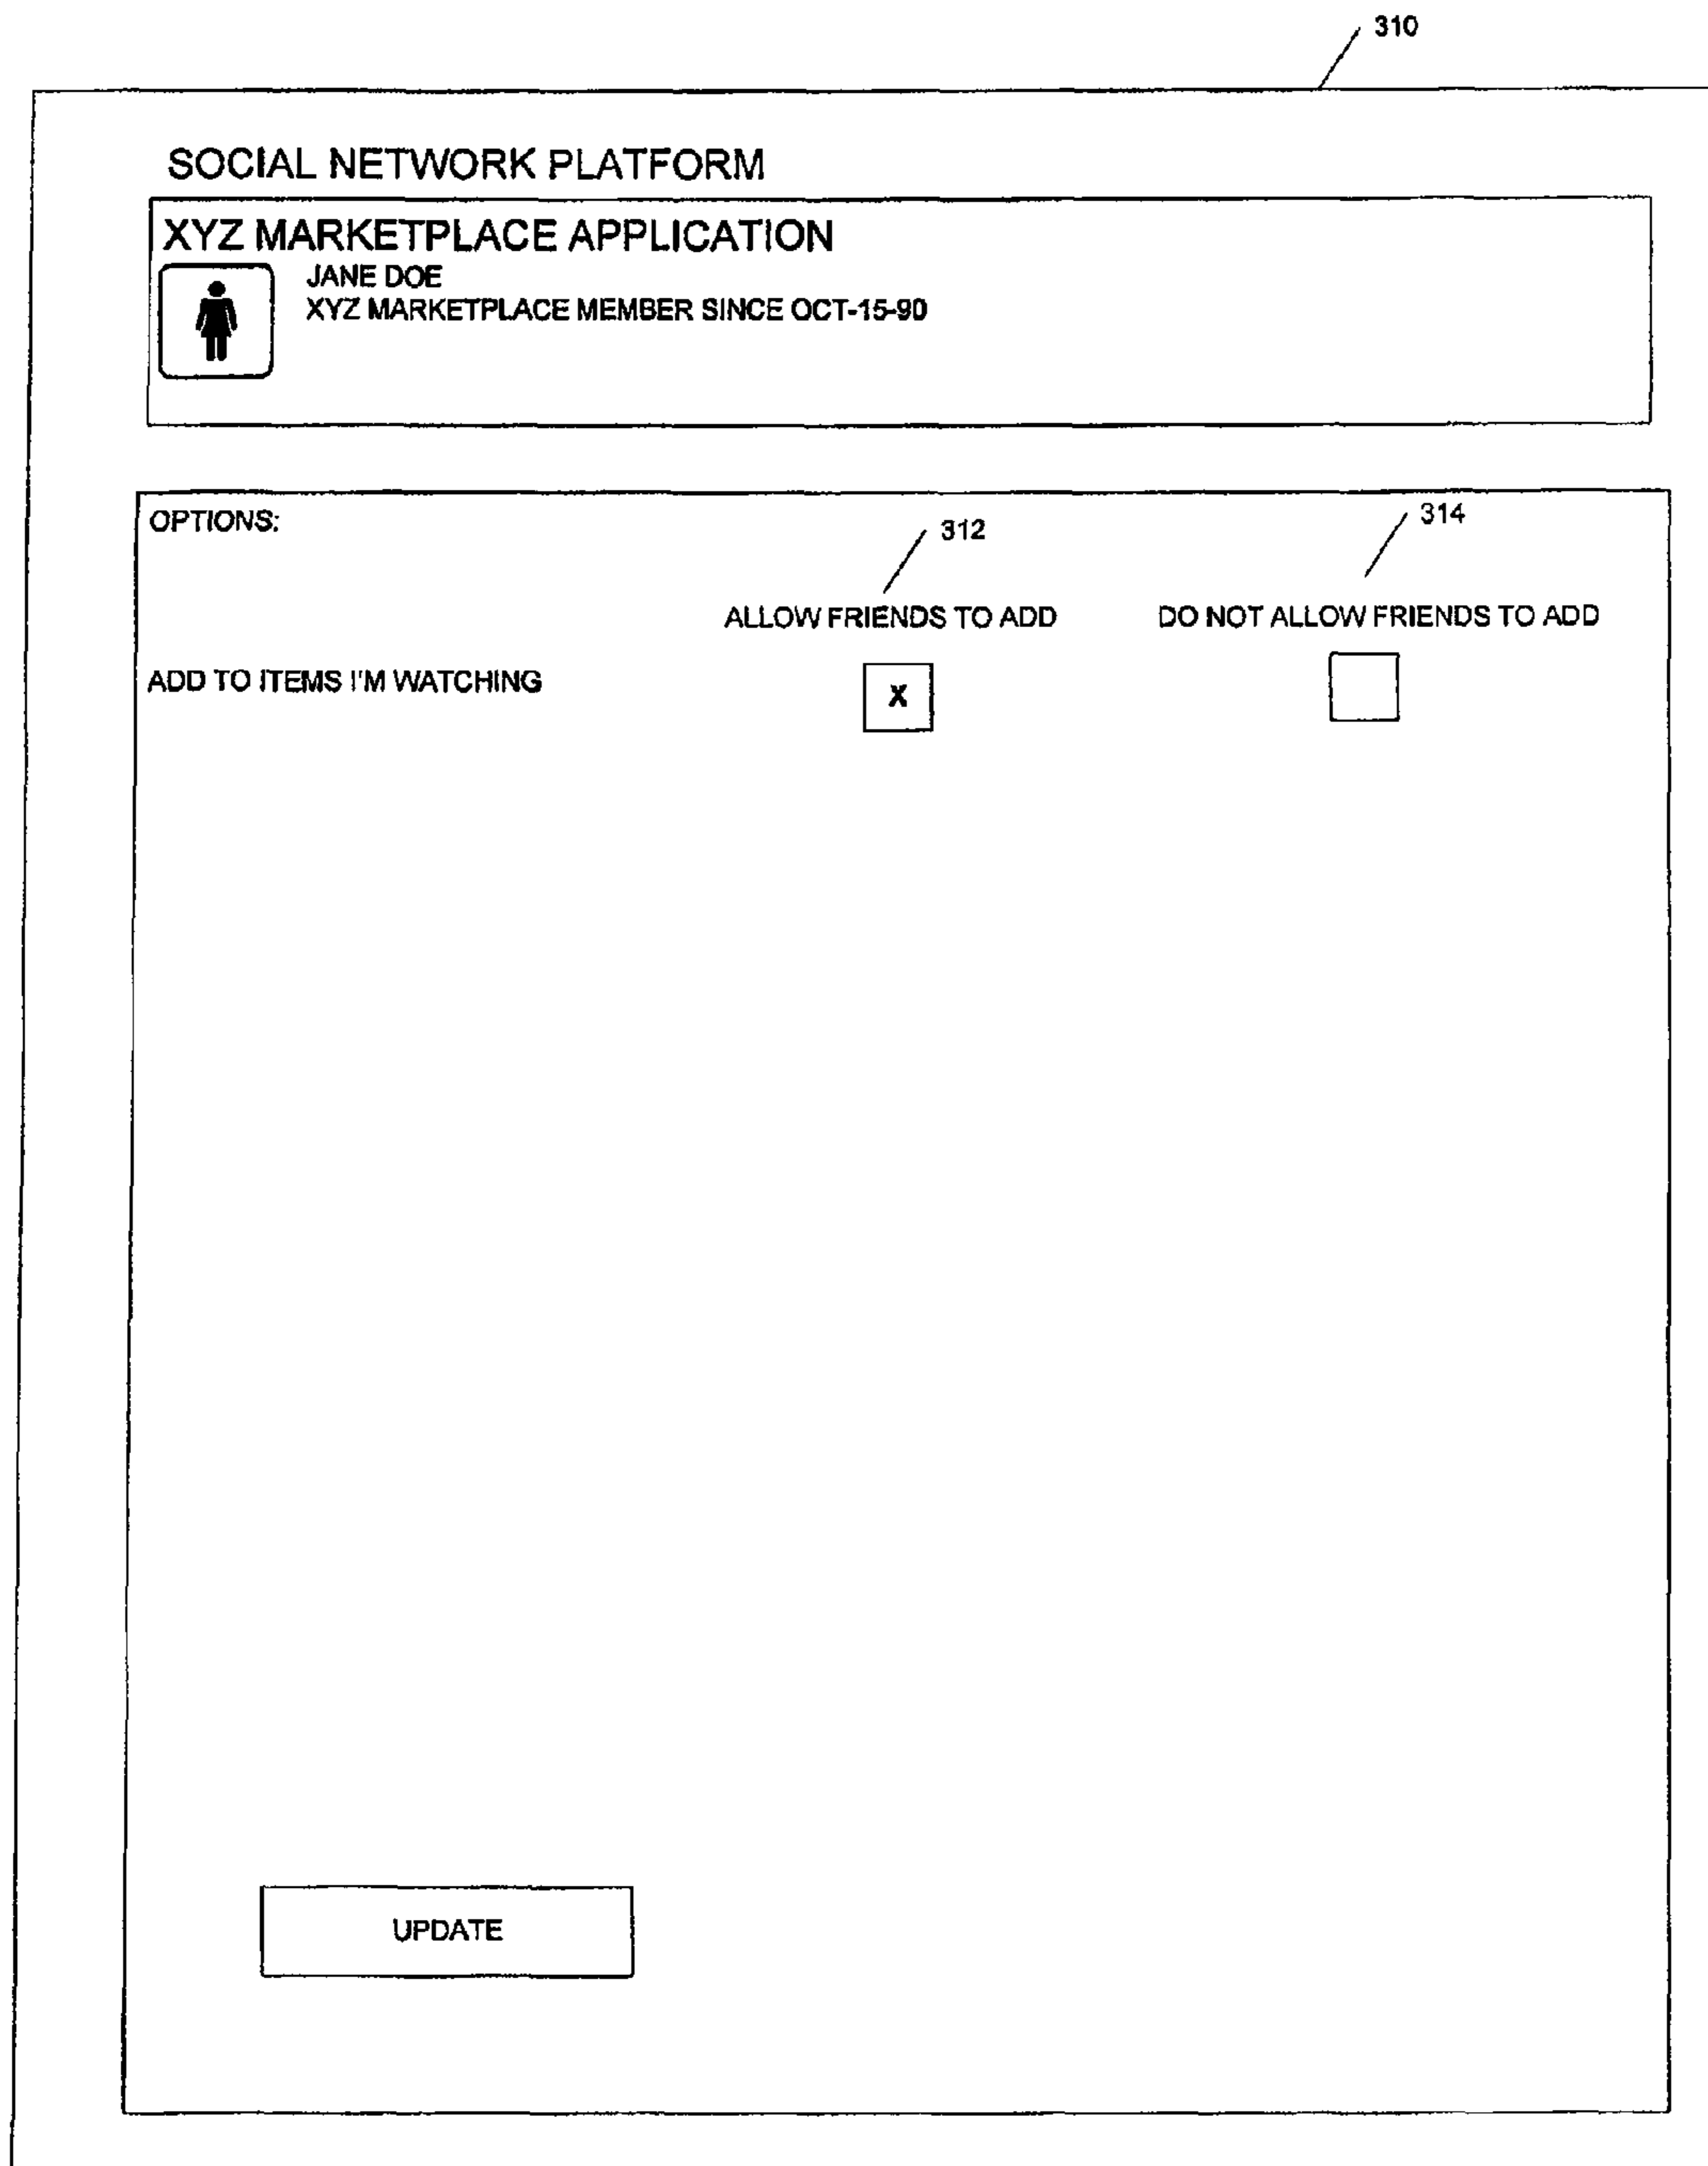 310
SOCIAL NETWORK PLATFORM
XYZ MARKETPLACE APPLICATION
JANE DOE
XYZ MARKETPLACE MEMBER SINCE OCT-15-90
OPTIONS:
312
314
ALLOW FRIENDS TO ADD
DO NOT ALLOW FRIENDS TO ADD
ADD TO ITEMS I'M WATCHING
X
UPDATE